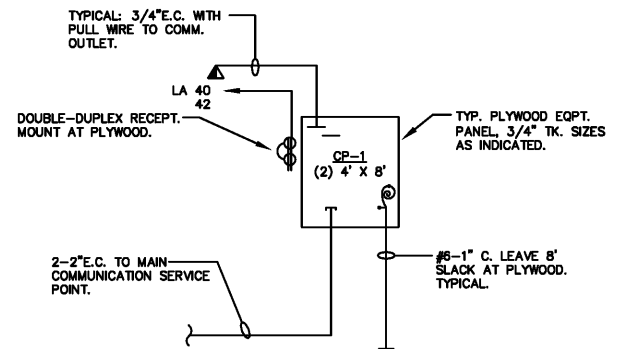 TYPICAL: 3/4"E.C. WITH
PULL WIRE TO COMM.
OUTLET.
LA 40
42
DOUBLE-DUPLEX RECEPT.
MOUNT AT PLYWOOD.
TYP. PLYWOOD EQPT.
PANEL, 3/4" TK. SIZES
AS INDICATED.
CP-1
(2) 4' X 8'
2-2"E.C. TO MAIN
COMMUNICATION SERVICE
POINT.
#6-1" C. LEAVE 8'
SLACK AT PLYWOOD.
TYPICAL.